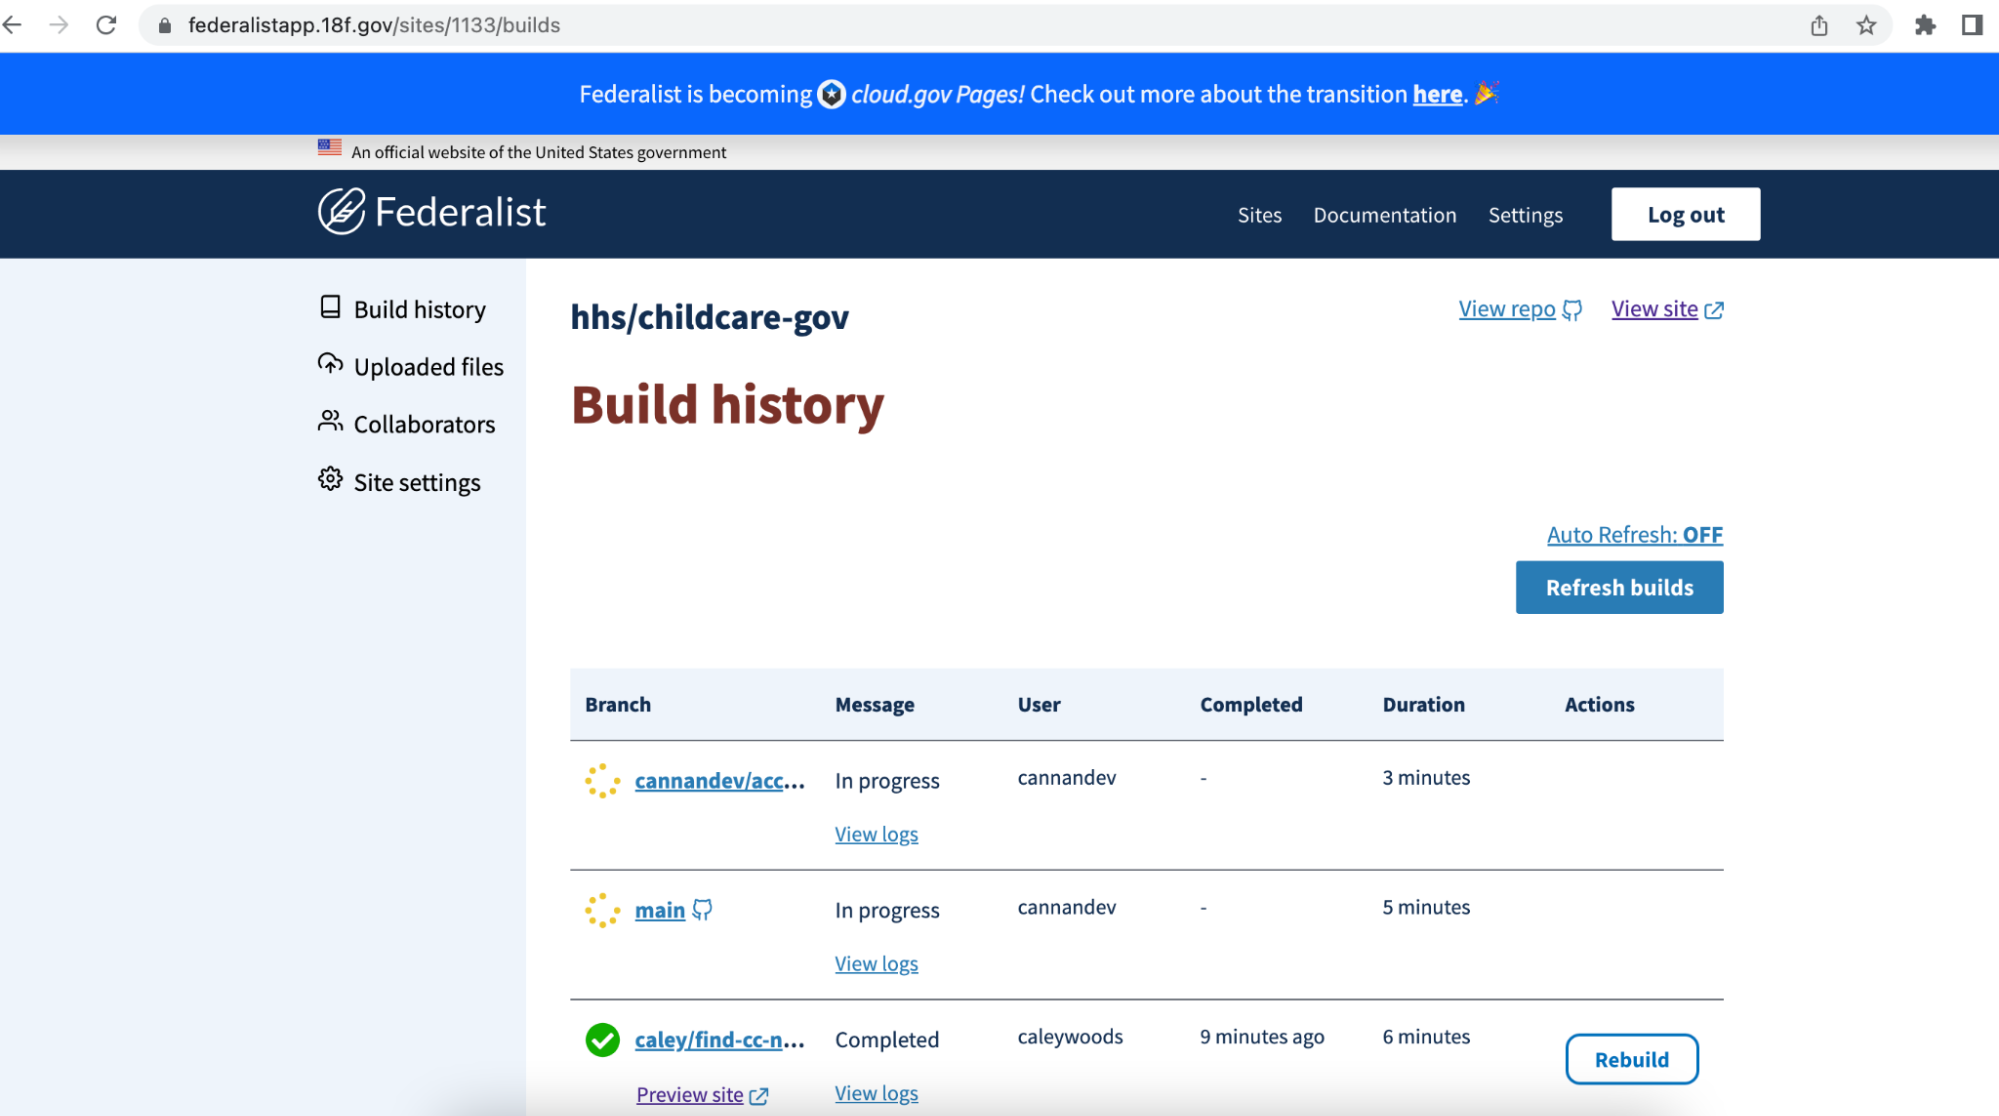 federalistapp.18f.gov/sites/1133/builds
Federalist is becoming cloud.gov Pages! Check out more about the transition here. 🎉
An official website of the United States government
Federalist
Sites Documentation Settings Log out
Build history
Uploaded files
Collaborators
Site settings
hhs/childcare-gov
View repo View site
Build history
Auto Refresh: OFF
Refresh builds
Branch Message User Completed Duration Actions
cannandev/acc... In progress cannandev - 3 minutes
View logs
main In progress cannandev - 5 minutes
View logs
caley/find-cc-n... Completed caleywoods 9 minutes ago 6 minutes Rebuild
Preview site View logs